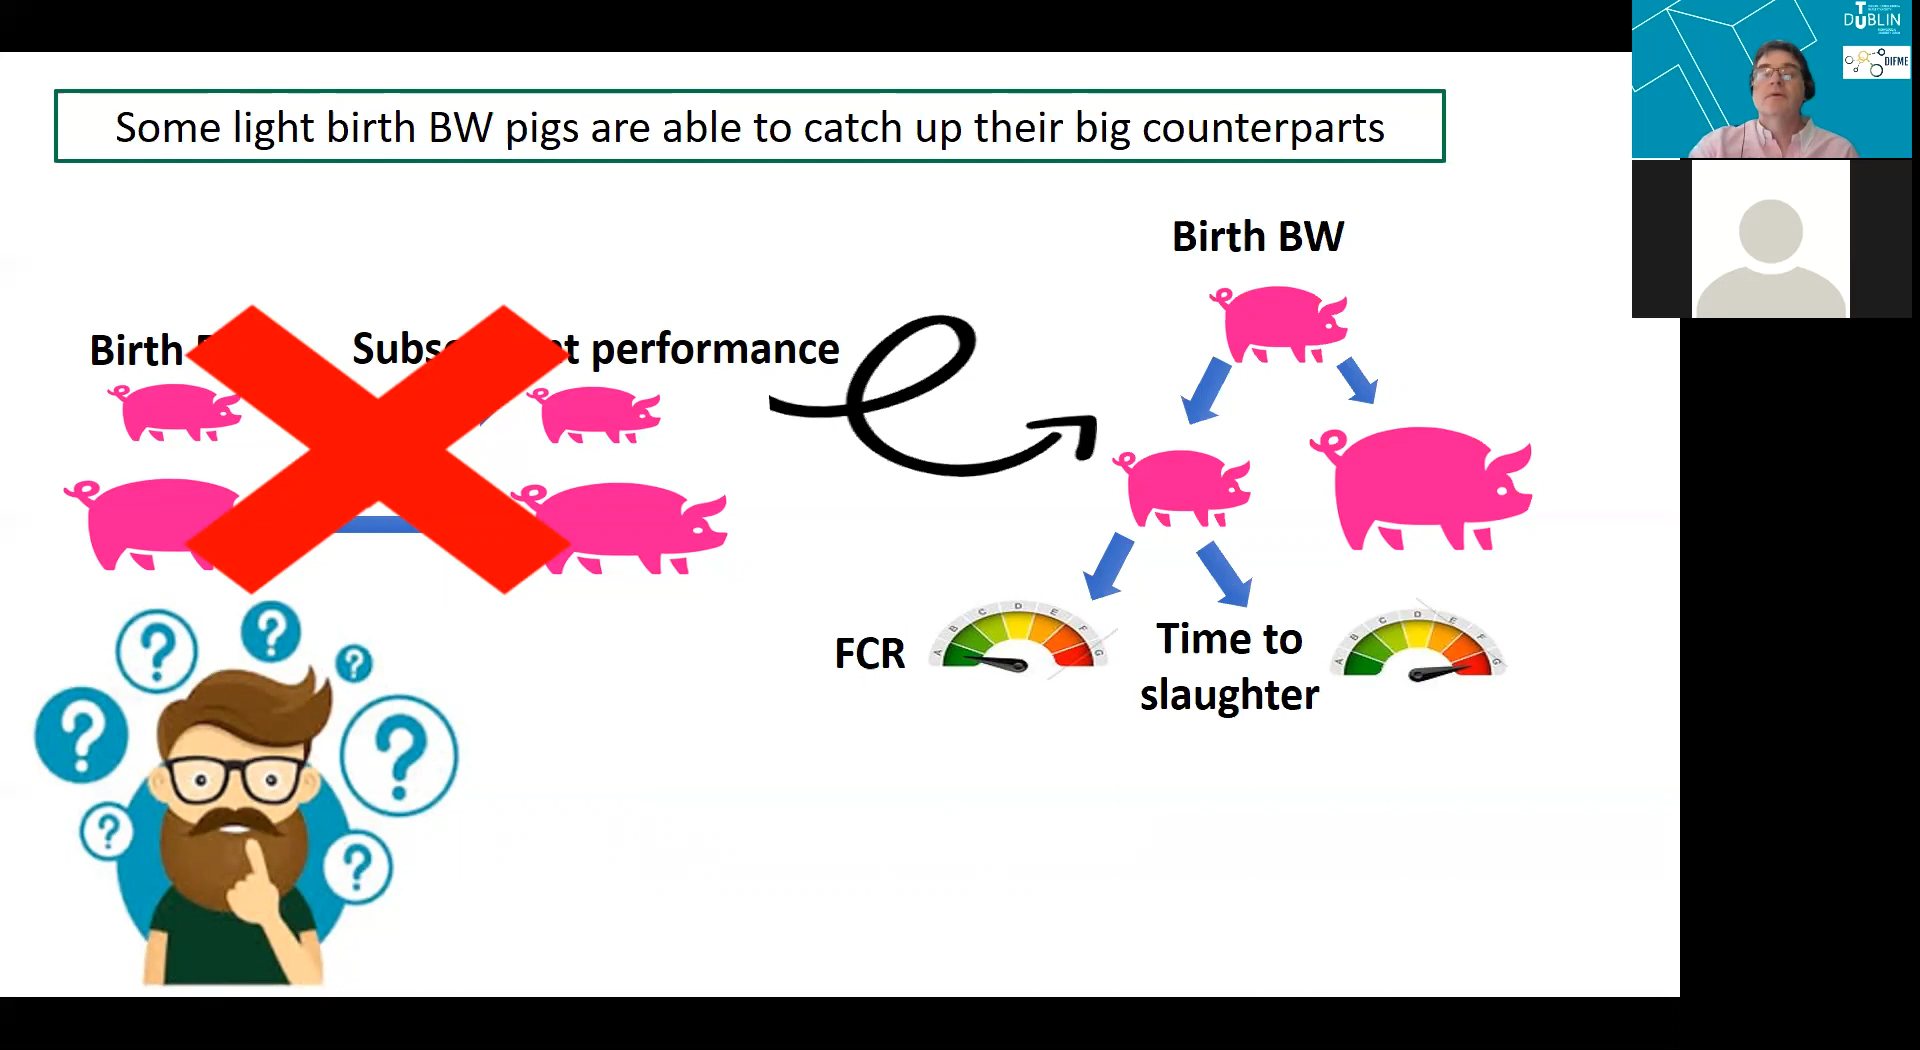 Some light birth BW pigs are able to catch up their big counterparts
Birth BW
Birth
Subs t performance
FCR
A B C D E F G
Time to
slaughter
A B C D E F G
? ? ? ? ? ? ?
TU
DUBLIN
DIFME